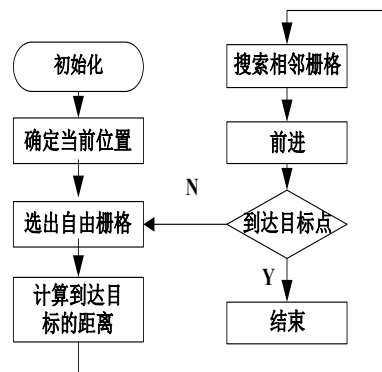 初始化
确定当前位置
选出自由栅格
计算到达目
标的距离
搜索相邻栅格
前进
N
到达目标点
Y
结束